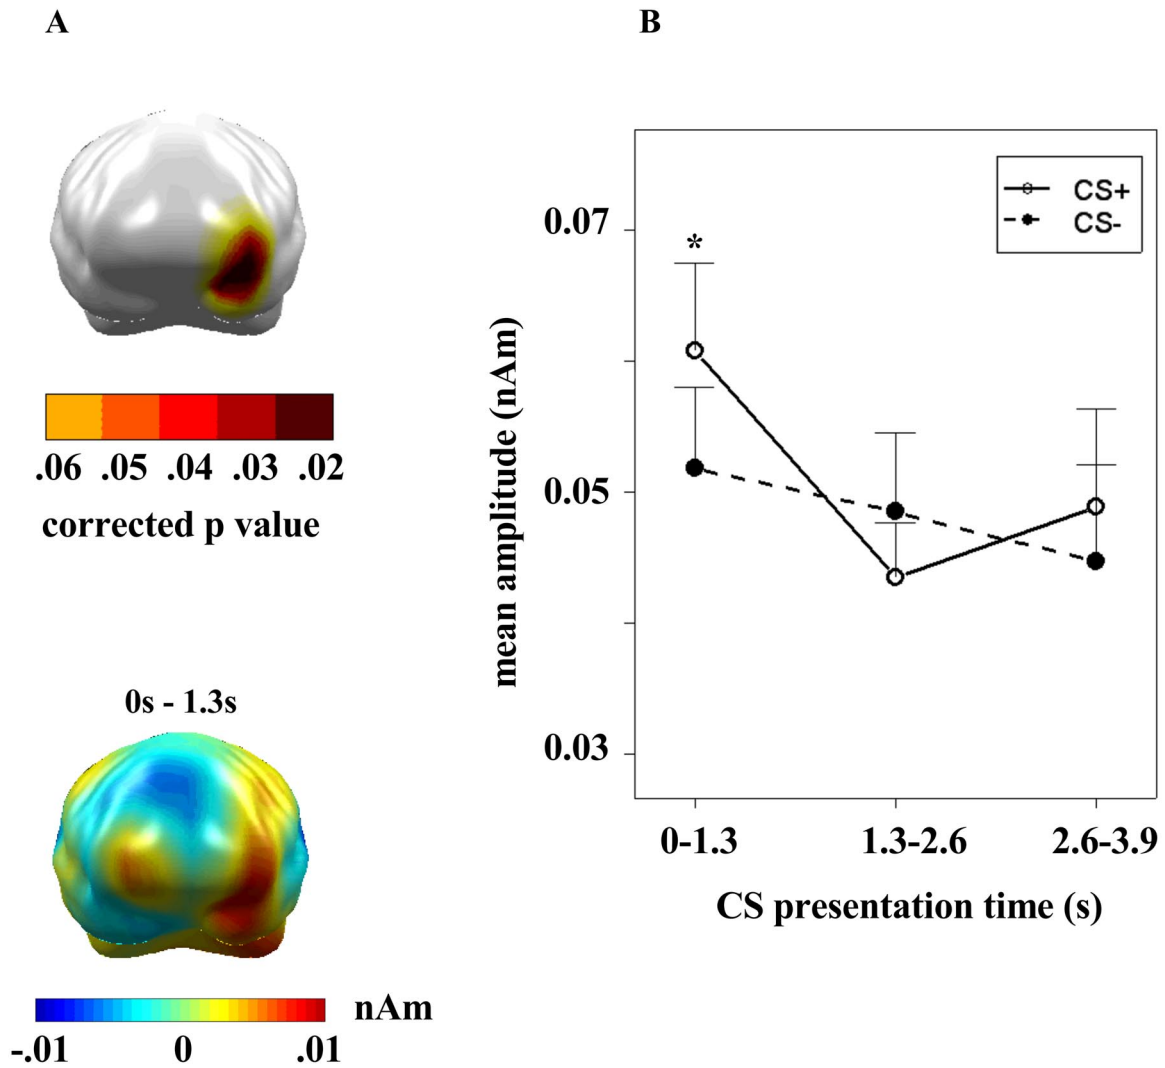 A
.06 .05 .04 .03 .02
corrected p value
0s - 1.3s
nAm
-.01 0 .01
B
CS+
CS-
*
0.07
0.05
0.03
mean amplitude (nAm)
0-1.3 1.3-2.6 2.6-3.9
CS presentation time (s)